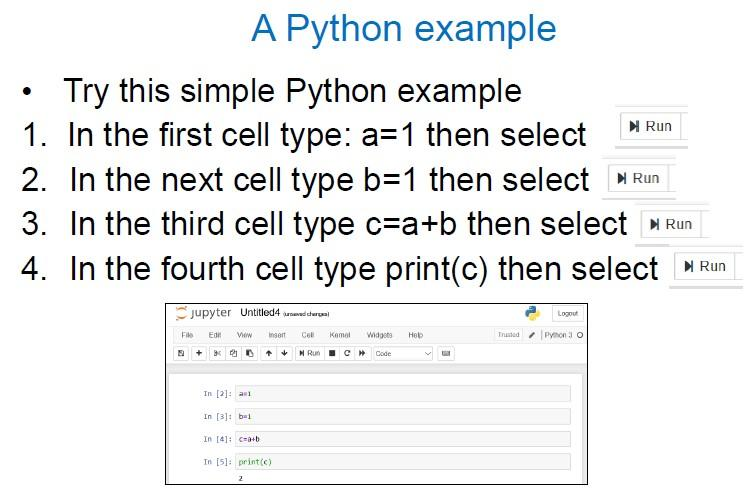 A Python example
• Try this simple Python example
1. In the first cell type: a=1 then select Run
2. In the next cell type b=1 then select Run
3. In the third cell type c=a+b then select Run
4. In the fourth cell type print(c) then select Run
jupyter Untitled4 (unsaved changes) Logout
File Edit View Insert Cell Kernel Widgets Help Trusted Python 3
Run Code
In [2]: a=1
In [3]: b=1
In [4]: c=a+b
In [5]: print(c)
2